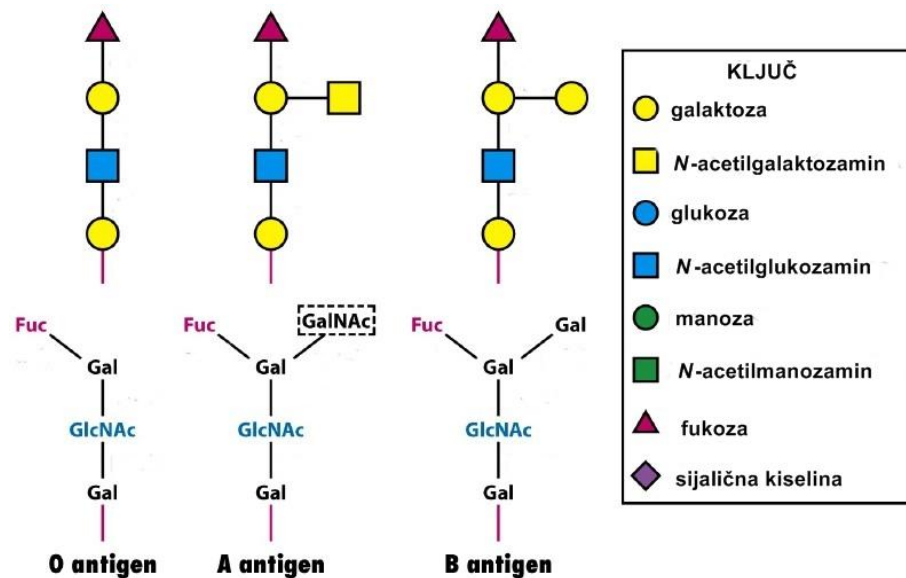 KLJUČ
galaktoza
N-acetilgalaktozamin
glukoza
N-acetilglukozamin
manoza
N-acetilmanozamin
fukoza
sijalična kiselina
Fuc
Gal
GlcNAc
Gal
O antigen
Fuc
GalNAc
Gal
GlcNAc
Gal
A antigen
Fuc
Gal
Gal
GlcNAc
Gal
B antigen